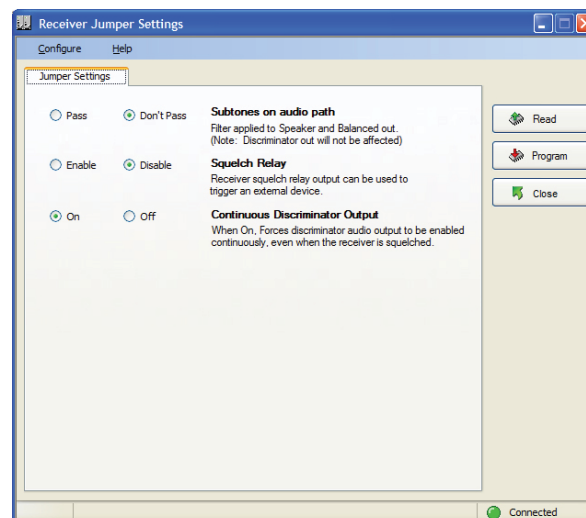 Receiver Jumper Settings
Configure Help
Jumper Settings
Pass Don't Pass Subtones on audio path
Filter applied to Speaker and Balanced out.
(Note: Discriminator out will not be affected)
Enable Disable Squelch Relay
Receiver squelch relay output can be used to
trigger an external device.
On Off Continuous Discriminator Output
When On, Forces discriminator audio output to be enabled
continuously, even when the receiver is squelched.
Read
Program
Close
Connected